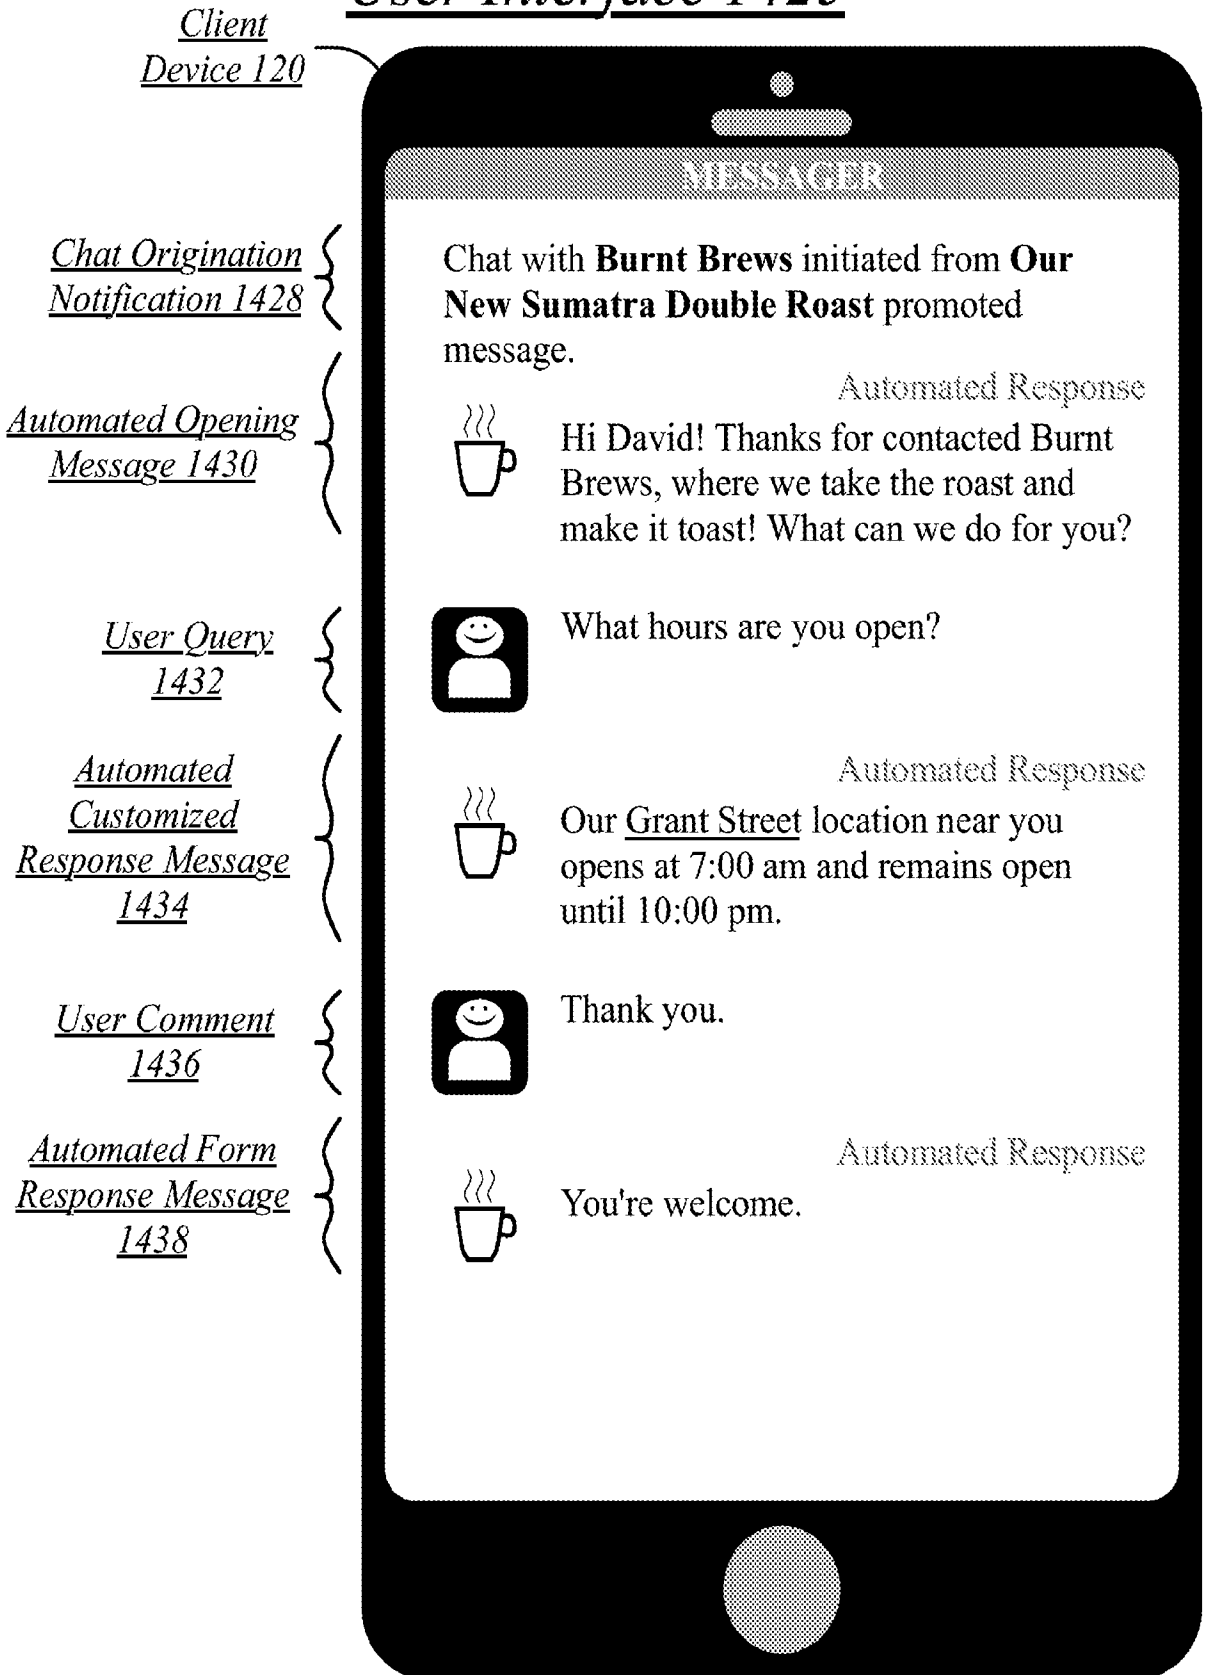 User Interface 1426
Client
Device 120
MESSAGER
Chat Origination
Notification 1428
Chat with Burnt Brews initiated from Our
New Sumatra Double Roast promoted
message.
Automated Opening
Message 1430
Automated Response
Hi David! Thanks for contacted Burnt
Brews, where we take the roast and
make it toast! What can we do for you?
User Query
1432
What hours are you open?
Automated
Customized
Response Message
1434
Automated Response
Our Grant Street location near you
opens at 7:00 am and remains open
until 10:00 pm.
User Comment
1436
Thank you.
Automated Form
Response Message
1438
Automated Response
You're welcome.